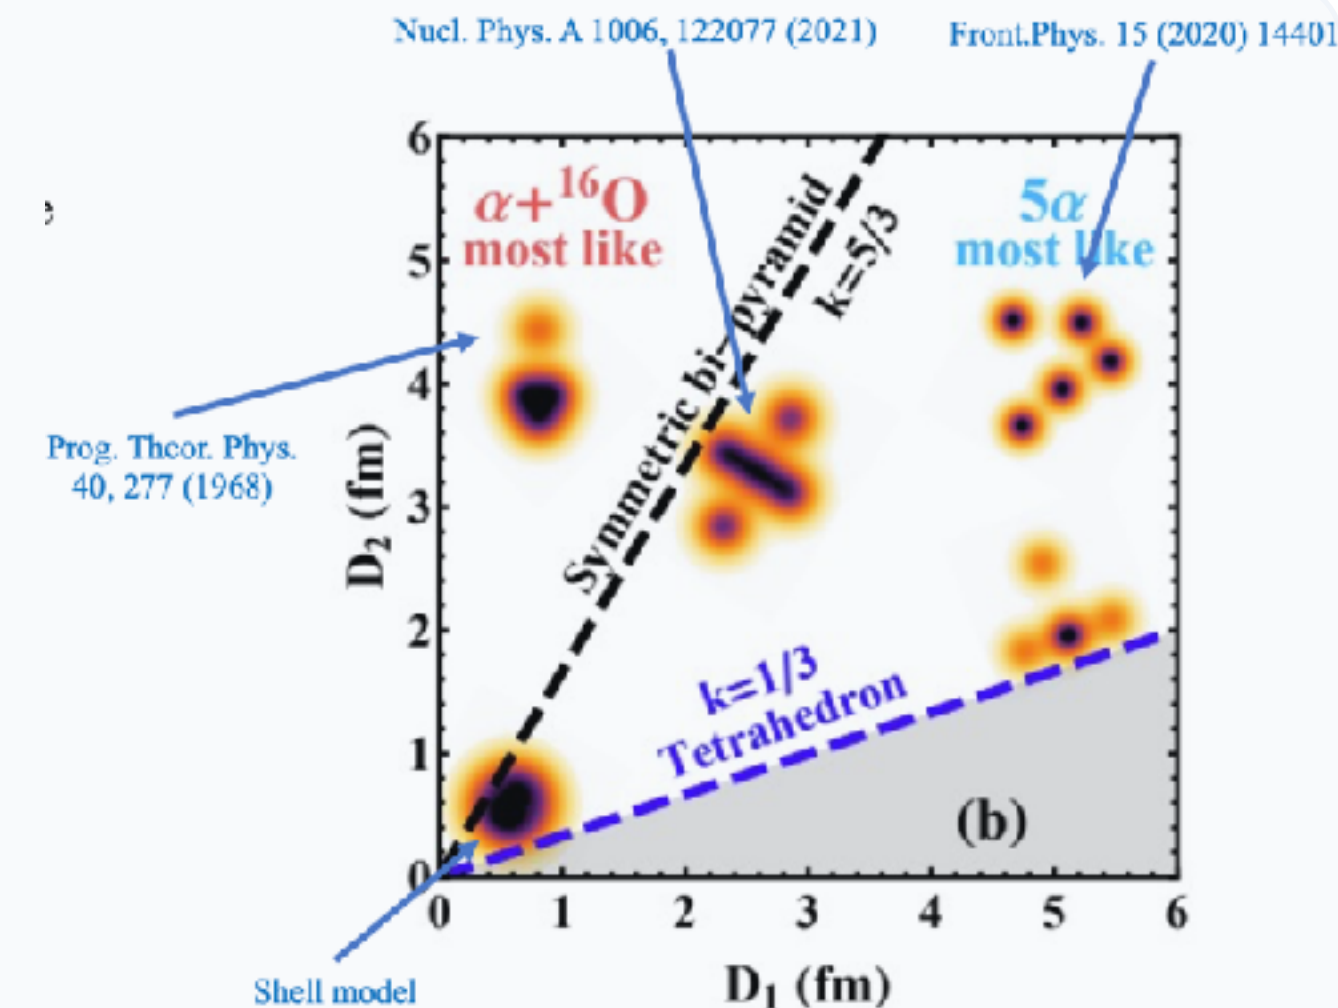 Nucl. Phys. A 1006, 122077 (2021)
Front.Phys. 15 (2020) 14401
e
α+¹⁶O
most like
5α
most like
Symmetric bi-pyramid
k=5/3
Prog. Thcor. Phys.
40, 277 (1968)
k=1/3
Tetrahedron
(b)
6
5
4
3
2
1
0
D₂ (fm)
0 1 2 3 4 5 6
D₁ (fm)
Shell model